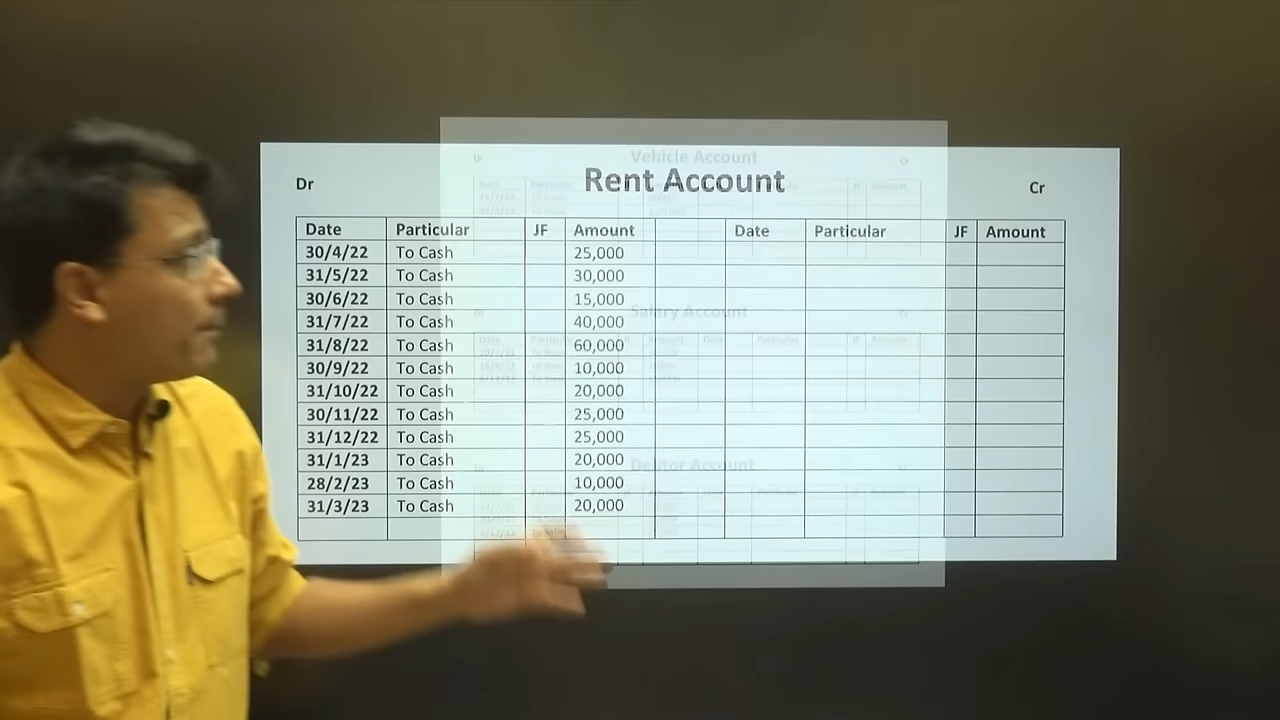 Vehicle Account
Dr Rent Account Cr
Date Particular JF Amount Date Particular JF Amount
30/4/22 To Cash 25,000
31/5/22 To Cash 30,000
30/6/22 To Cash 15,000
Salary Account
31/7/22 To Cash 40,000
31/8/22 To Cash 60,000
30/9/22 To Cash 10,000
31/10/22 To Cash 20,000
30/11/22 To Cash 25,000
31/12/22 To Cash 25,000
31/1/23 To Cash 20,000
Debtor Account
28/2/23 To Cash 10,000
31/3/23 To Cash 20,000